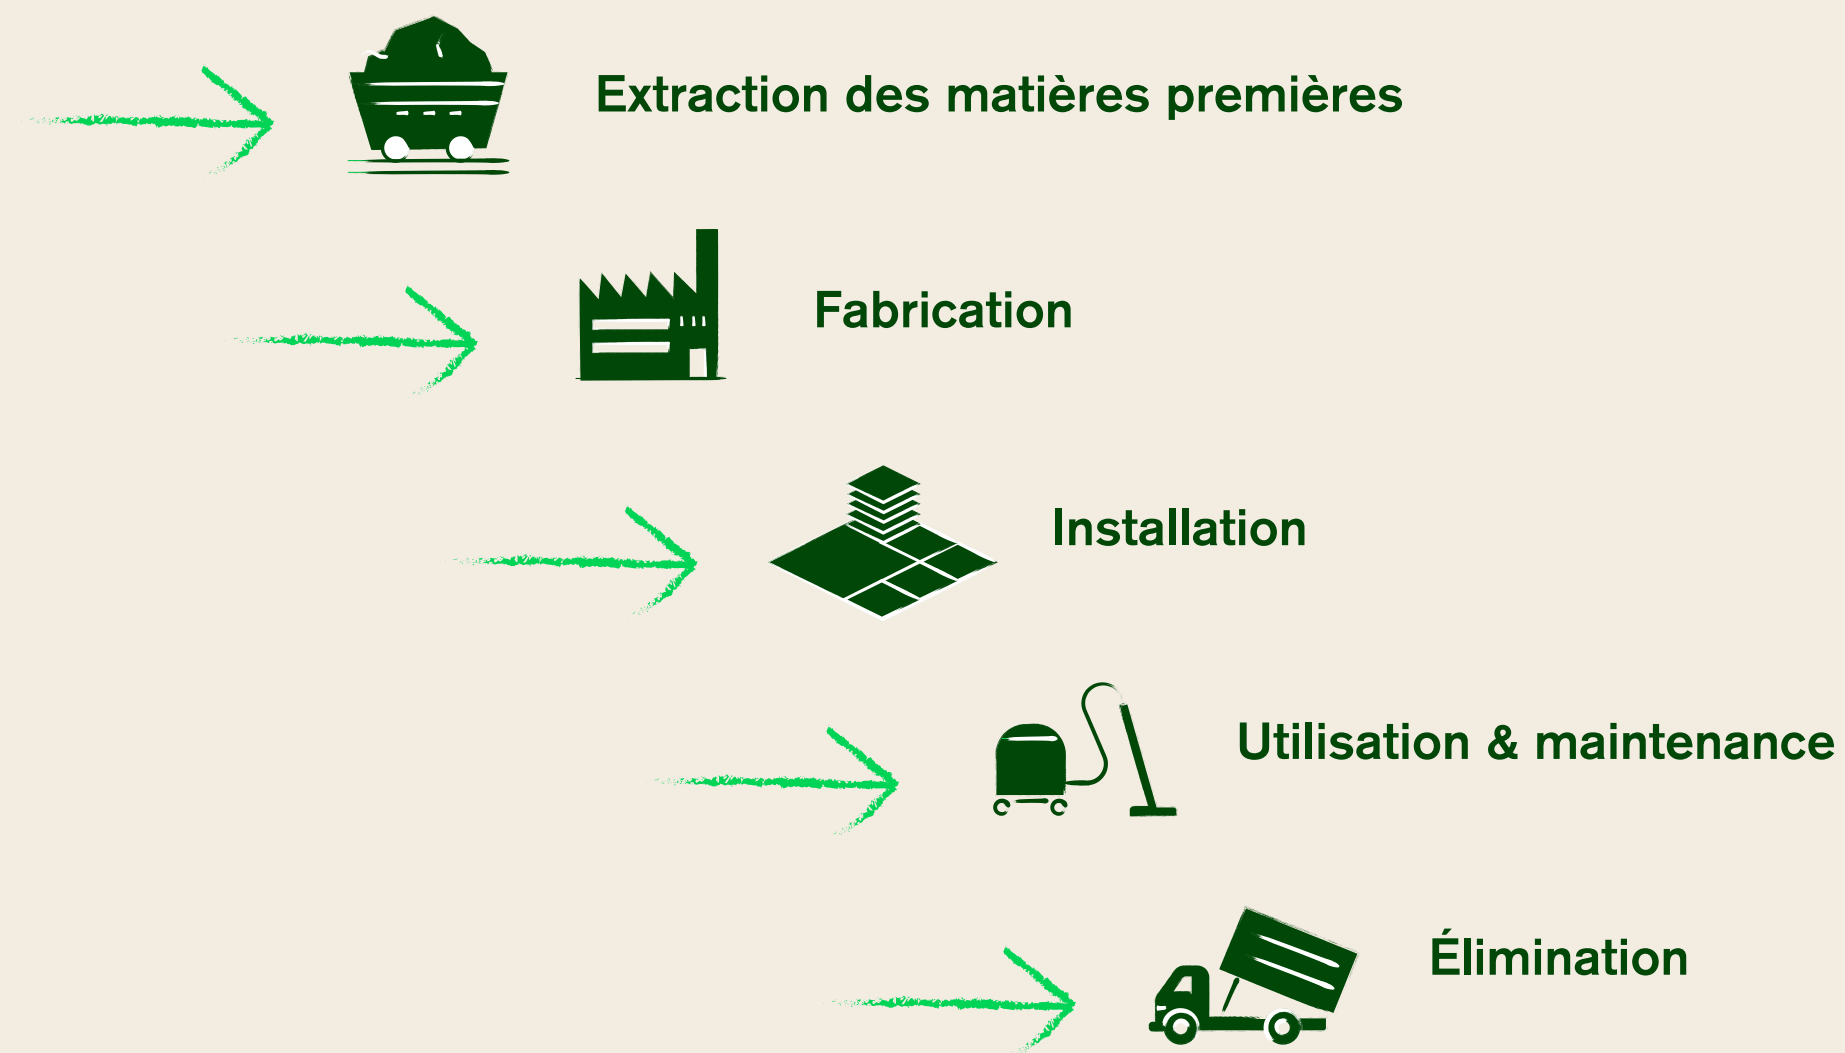 Extraction des matières premières
Fabrication
Installation
Utilisation & maintenance
Élimination